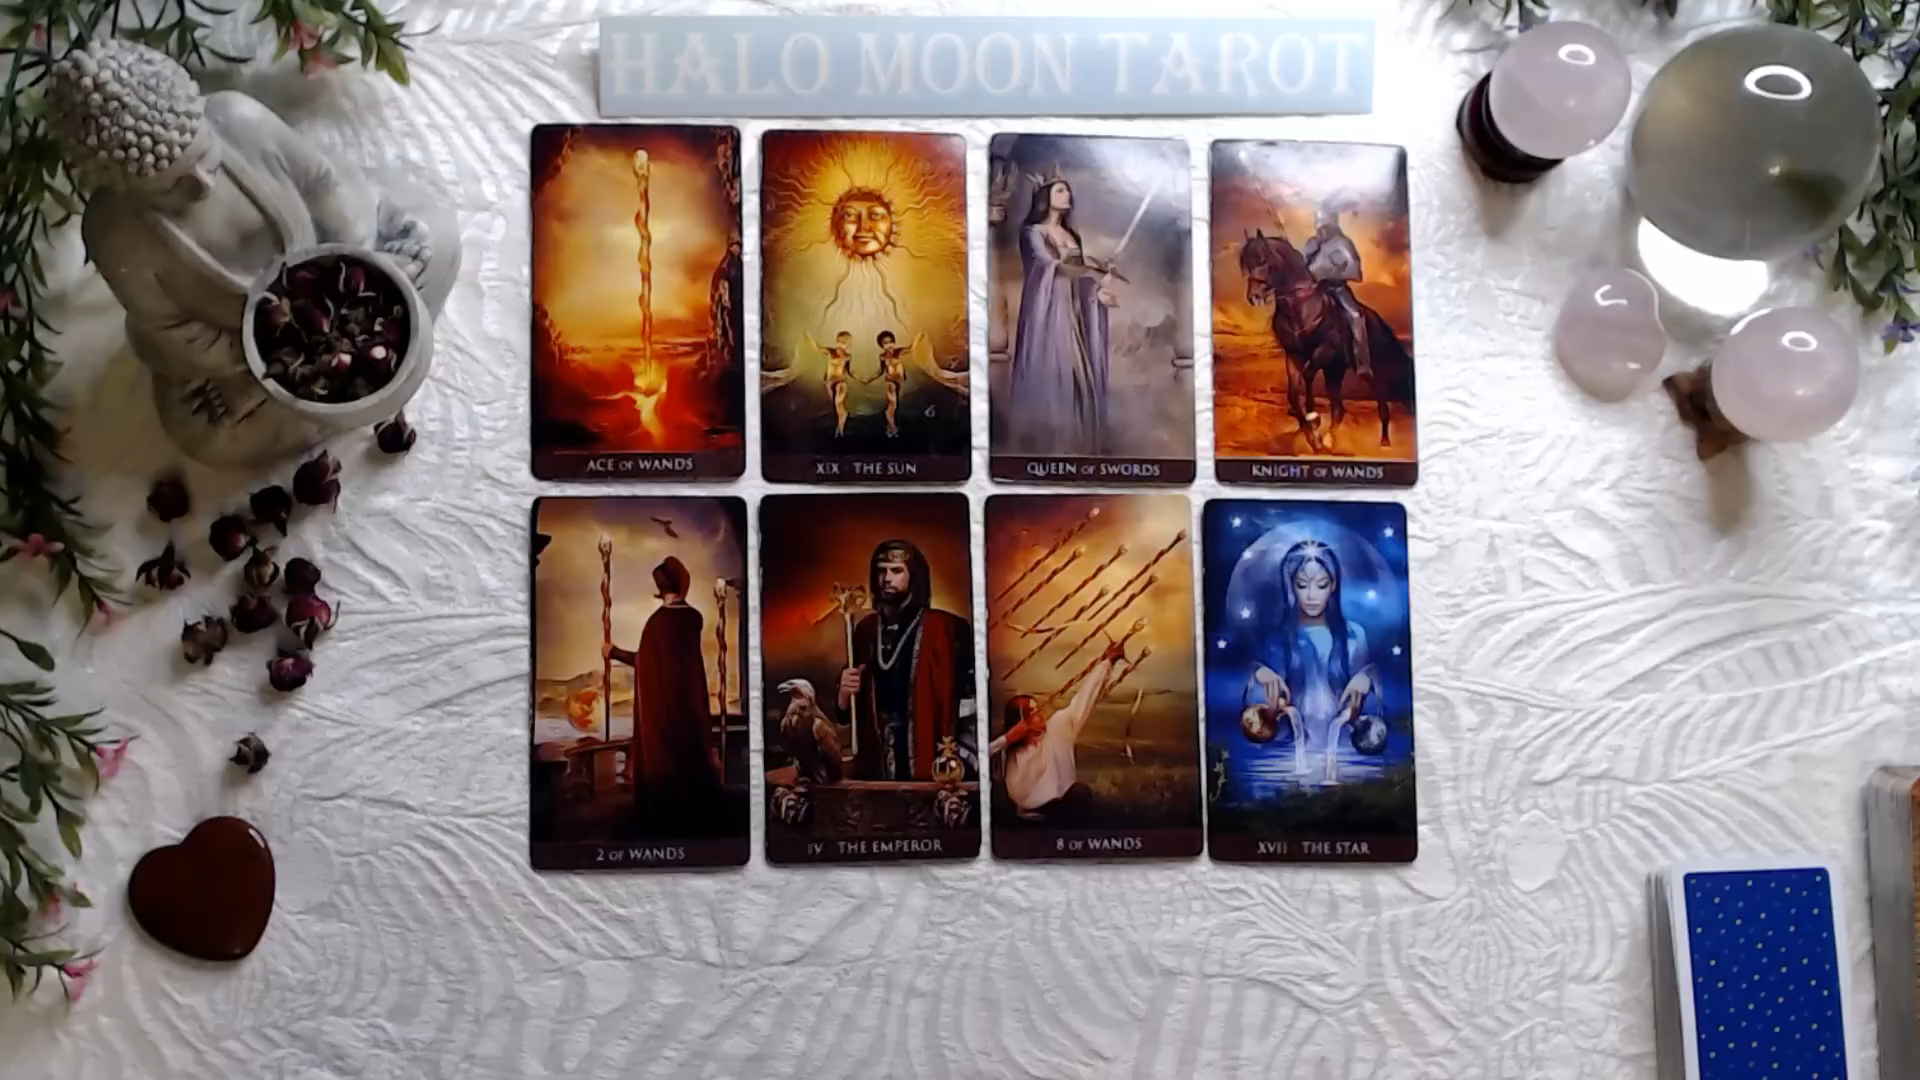 HALO MOON TAROT
ACE OF WANDS
XIX THE SUN
QUEEN OF SWORDS
KNIGHT OF WANDS
2 OF WANDS
IV THE EMPEROR
8 OF WANDS
XVII THE STAR